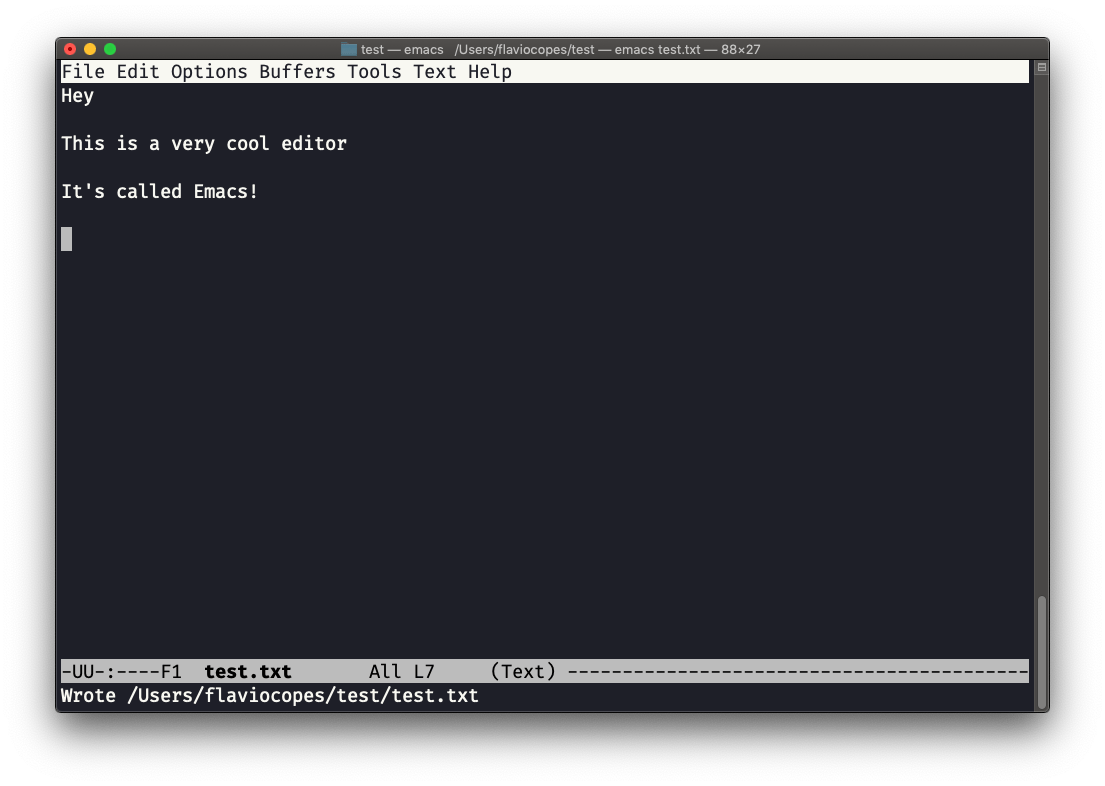 test — emacs /Users/flaviocopes/test — emacs test.txt — 88×27
File Edit Options Buffers Tools Text Help
Hey
This is a very cool editor
It's called Emacs!
-UU-:----F1  test.txt       All L7     (Text) ------------------------------------------
Wrote /Users/flaviocopes/test/test.txt